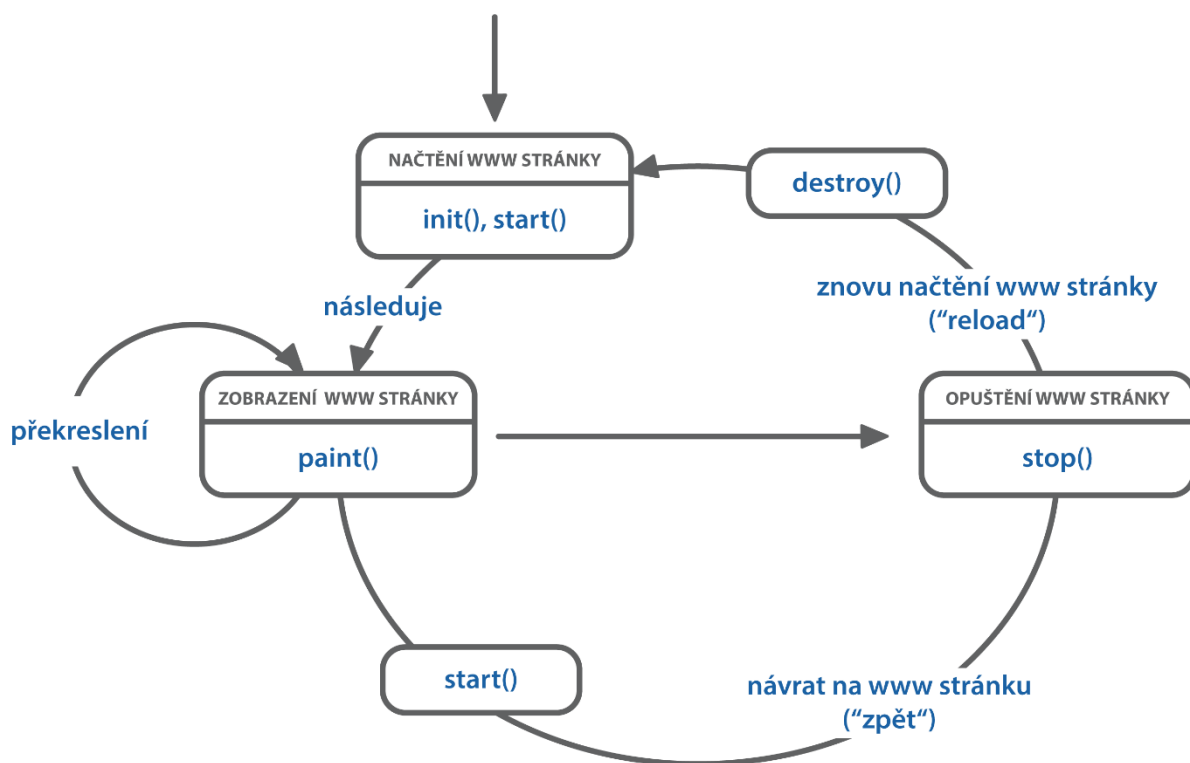 NAČTĚNÍ WWW STRÁNKY
init(), start()
destroy()
následuje
znovu načtění www stránky
(“reload“)
překreslení
ZOBRAZENÍ WWW STRÁNKY
paint()
OPUŠTĚNÍ WWW STRÁNKY
stop()
start()
návrat na www stránku
(“zpět“)